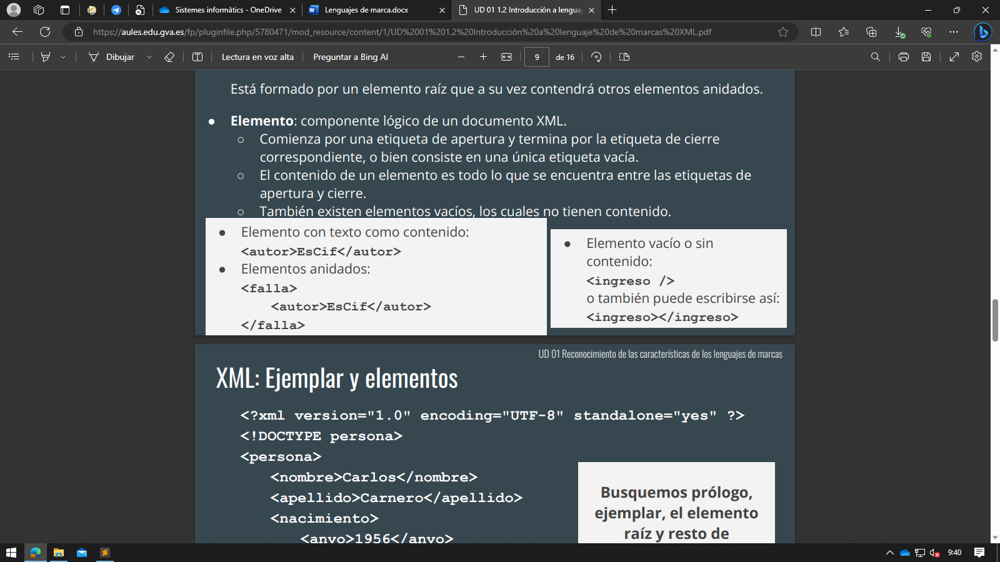 Sistemes informàtics - OneDrive
Lenguajes de marca.docx
UD 01 1.2 Introducción a lengua
https://aules.edu.gva.es/fp/pluginfile.php/5780471/mod_resource/content/1/UD%2001%201.2%20Introducción%20a%20lenguaje%20de%20marcas%20XML.pdf
Dibujar
Lectura en voz alta
Preguntar a Bing AI
9
de 16
Está formado por un elemento raíz que a su vez contendrá otros elementos anidados.
● Elemento: componente lógico de un documento XML.
○ Comienza por una etiqueta de apertura y termina por la etiqueta de cierre
correspondiente, o bien consiste en una única etiqueta vacía.
○ El contenido de un elemento es todo lo que se encuentra entre las etiquetas de
apertura y cierre.
○ También existen elementos vacíos, los cuales no tienen contenido.
● Elemento con texto como contenido:
<autor>EsCif</autor>
● Elementos anidados:
<falla>
<autor>EsCif</autor>
</falla>
● Elemento vacío o sin
contenido:
<ingreso />
o también puede escribirse así:
<ingreso></ingreso>
UD 01 Reconocimiento de las características de los lenguajes de marcas
XML: Ejemplar y elementos
<?xml version="1.0" encoding="UTF-8" standalone="yes" ?>
<!DOCTYPE persona>
<persona>
<nombre>Carlos</nombre>
<apellido>Carnero</apellido>
<nacimiento>
<anyo>1956</anyo>
Busquemos prólogo,
ejemplar, el elemento
raíz y resto de
9:40